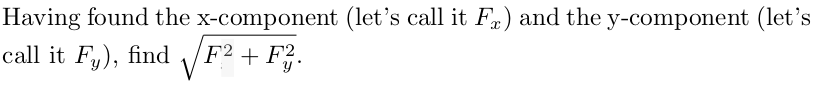 Having found the x-component (let's call it $F_x$) and the y-component (let's
call it $F_y$), find $\sqrt{F^2 + F_y^2}$.